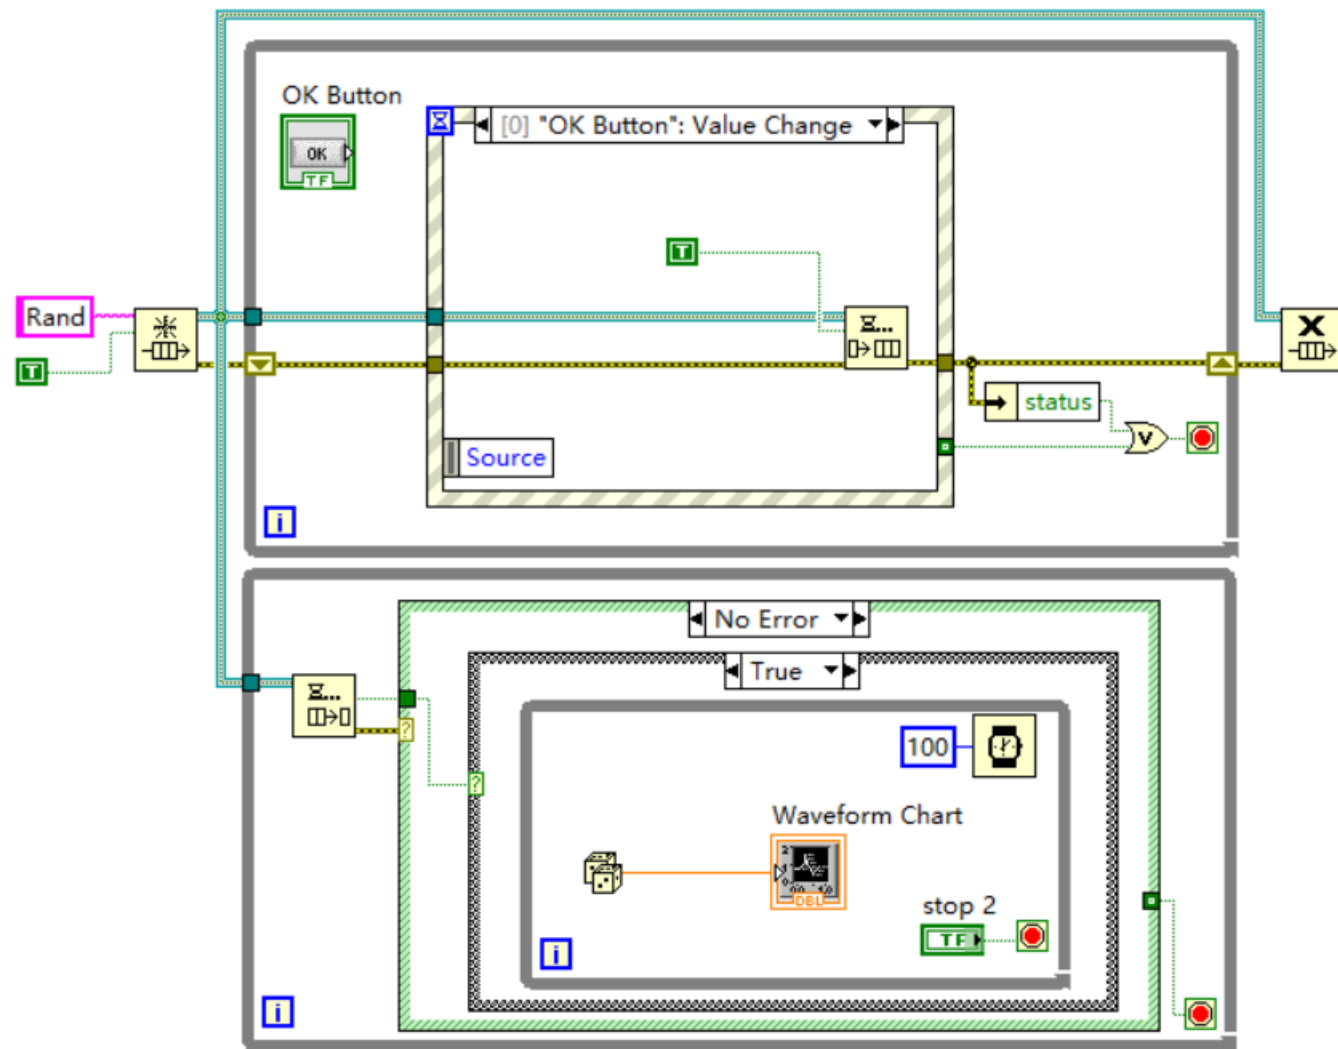 OK Button
[0] "OK Button": Value Change
OK
TF
T
Rand
T
status
Source
i
No Error
True
100
Waveform Chart
DBL
stop 2
TF
i
i